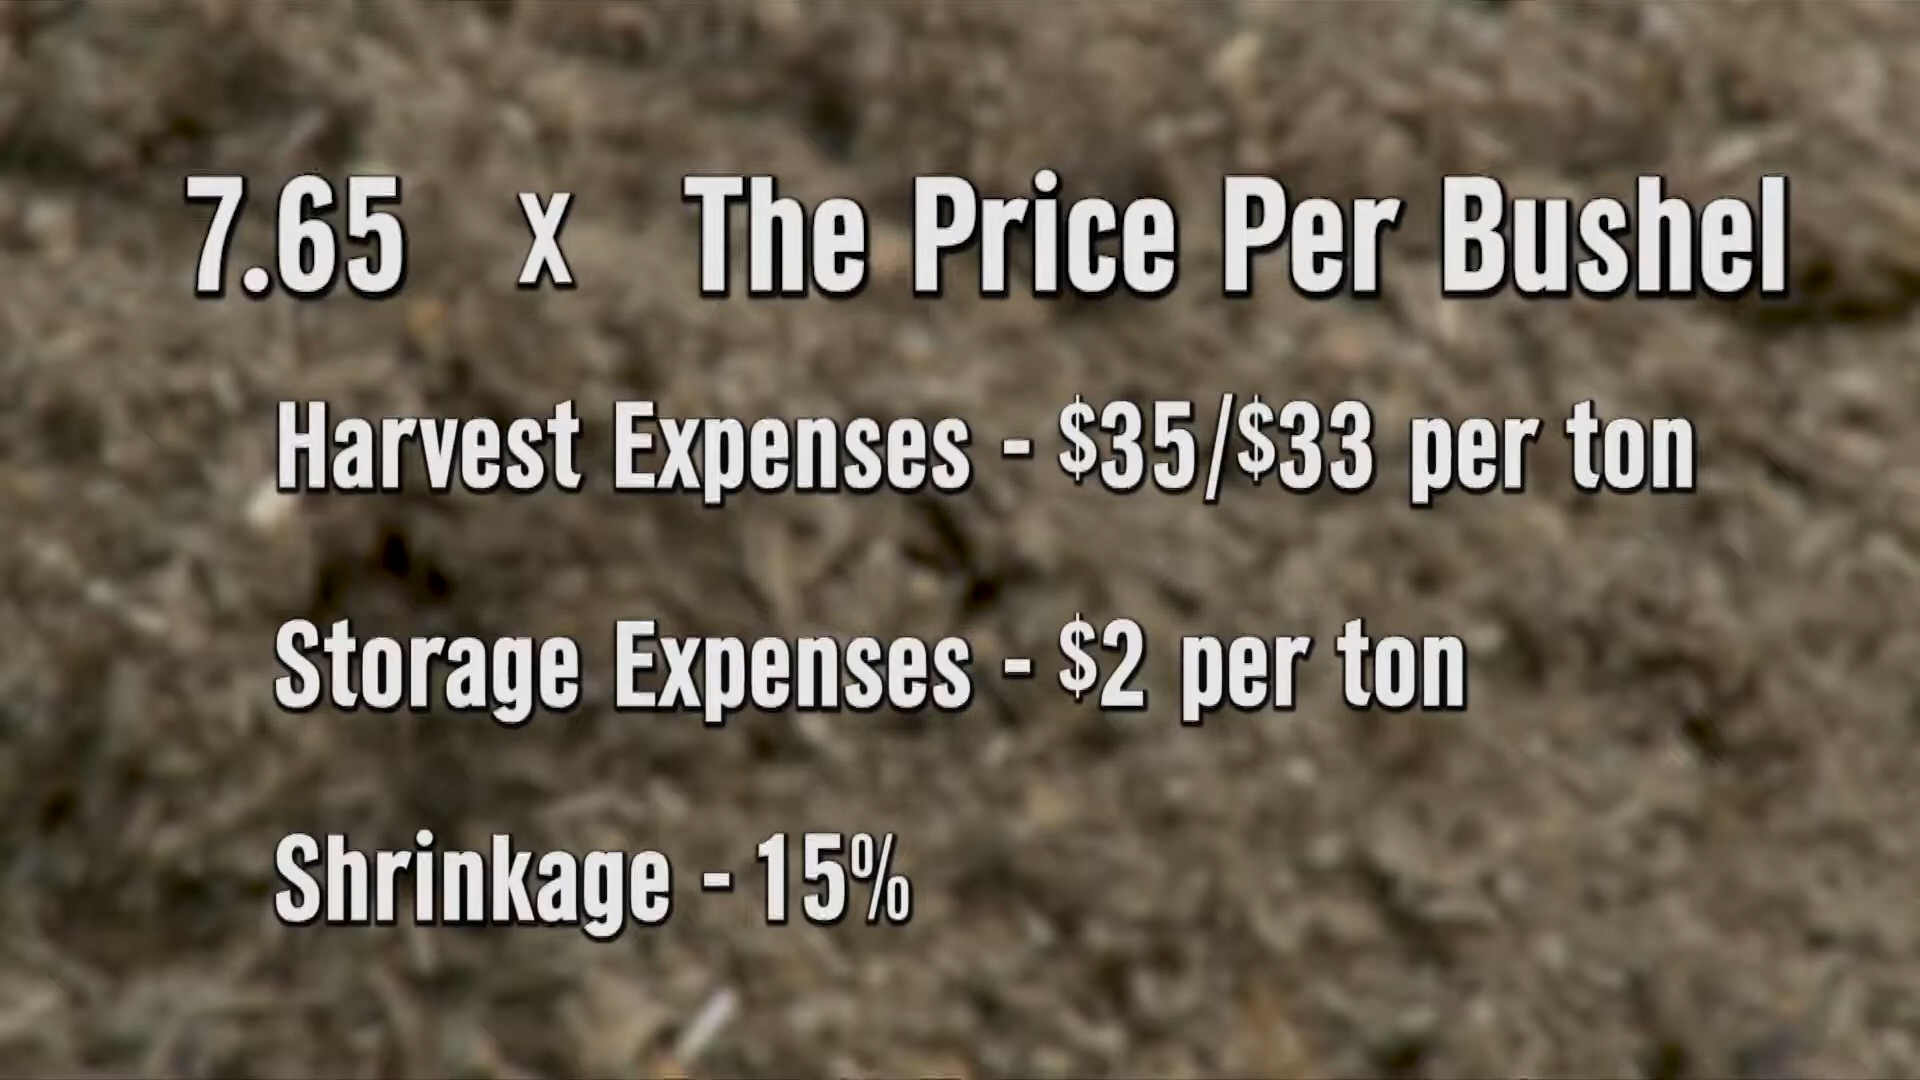 7.65 x The Price Per Bushel
Harvest Expenses - $35/$33 per ton
Storage Expenses - $2 per ton
Shrinkage - 15%